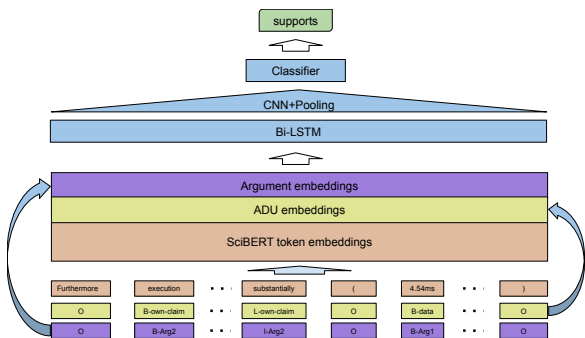 supports
Classifier
CNN+Pooling
Bi-LSTM
Argument embeddings
ADU embeddings
SciBERT token embeddings
Furthermore execution ... substantially ( 4.54ms ... )
O B-own-claim ... L-own-claim O B-data ... O
O B-Arg2 ... I-Arg2 O B-Arg1 ... O